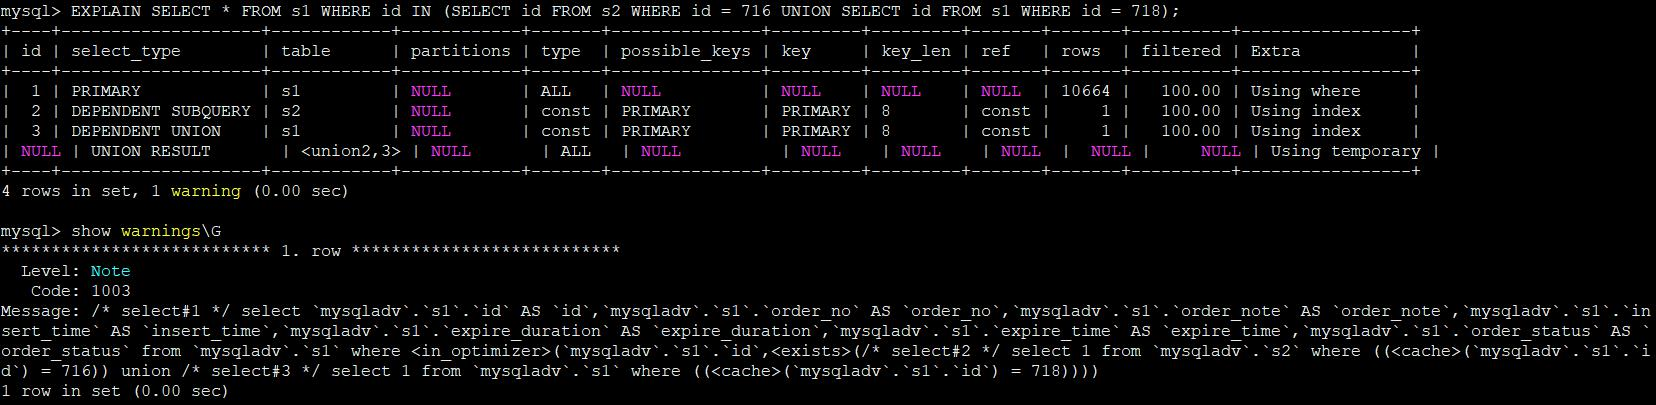 mysql> EXPLAIN SELECT * FROM s1 WHERE id IN (SELECT id FROM s2 WHERE id = 716 UNION SELECT id FROM s1 WHERE id = 718);
+----+--------------------+------------+------------+-------+---------------+---------+---------+-------+-------+----------+-----------------+
| id | select_type | table | partitions | type | possible_keys | key | key_len | ref | rows | filtered | Extra |
+----+--------------------+------------+------------+-------+---------------+---------+---------+-------+-------+----------+-----------------+
| 1 | PRIMARY | s1 | NULL | ALL | NULL | NULL | NULL | NULL | 10664 | 100.00 | Using where |
| 2 | DEPENDENT SUBQUERY | s2 | NULL | const | PRIMARY | PRIMARY | 8 | const | 1 | 100.00 | Using index |
| 3 | DEPENDENT UNION | s1 | NULL | const | PRIMARY | PRIMARY | 8 | const | 1 | 100.00 | Using index |
| NULL | UNION RESULT | <union2,3> | NULL | ALL | NULL | NULL | NULL | NULL | NULL | NULL | Using temporary |
+----+--------------------+------------+------------+-------+---------------+---------+---------+-------+-------+----------+-----------------+
4 rows in set, 1 warning (0.00 sec)
mysql> show warnings\G
*************************** 1. row ***************************
Level: Note
Code: 1003
Message: /* select#1 */ select `mysqladv`.`s1`.`id` AS `id`,`mysqladv`.`s1`.`order_no` AS `order_no`,`mysqladv`.`s1`.`order_note` AS `order_note`,`mysqladv`.`s1`.`in
sert_time` AS `insert_time`,`mysqladv`.`s1`.`expire_duration` AS `expire_duration`,`mysqladv`.`s1`.`expire_time` AS `expire_time`,`mysqladv`.`s1`.`order_status` AS `
order_status` from `mysqladv`.`s1` where <in_optimizer>(`mysqladv`.`s1`.`id`,<exists>(/* select#2 */ select 1 from `mysqladv`.`s2` where ((<cache>(`mysqladv`.`s1`.`i
d`) = 716)) union /* select#3 */ select 1 from `mysqladv`.`s1` where ((<cache>(`mysqladv`.`s1`.`id`) = 718))))
1 row in set (0.00 sec)